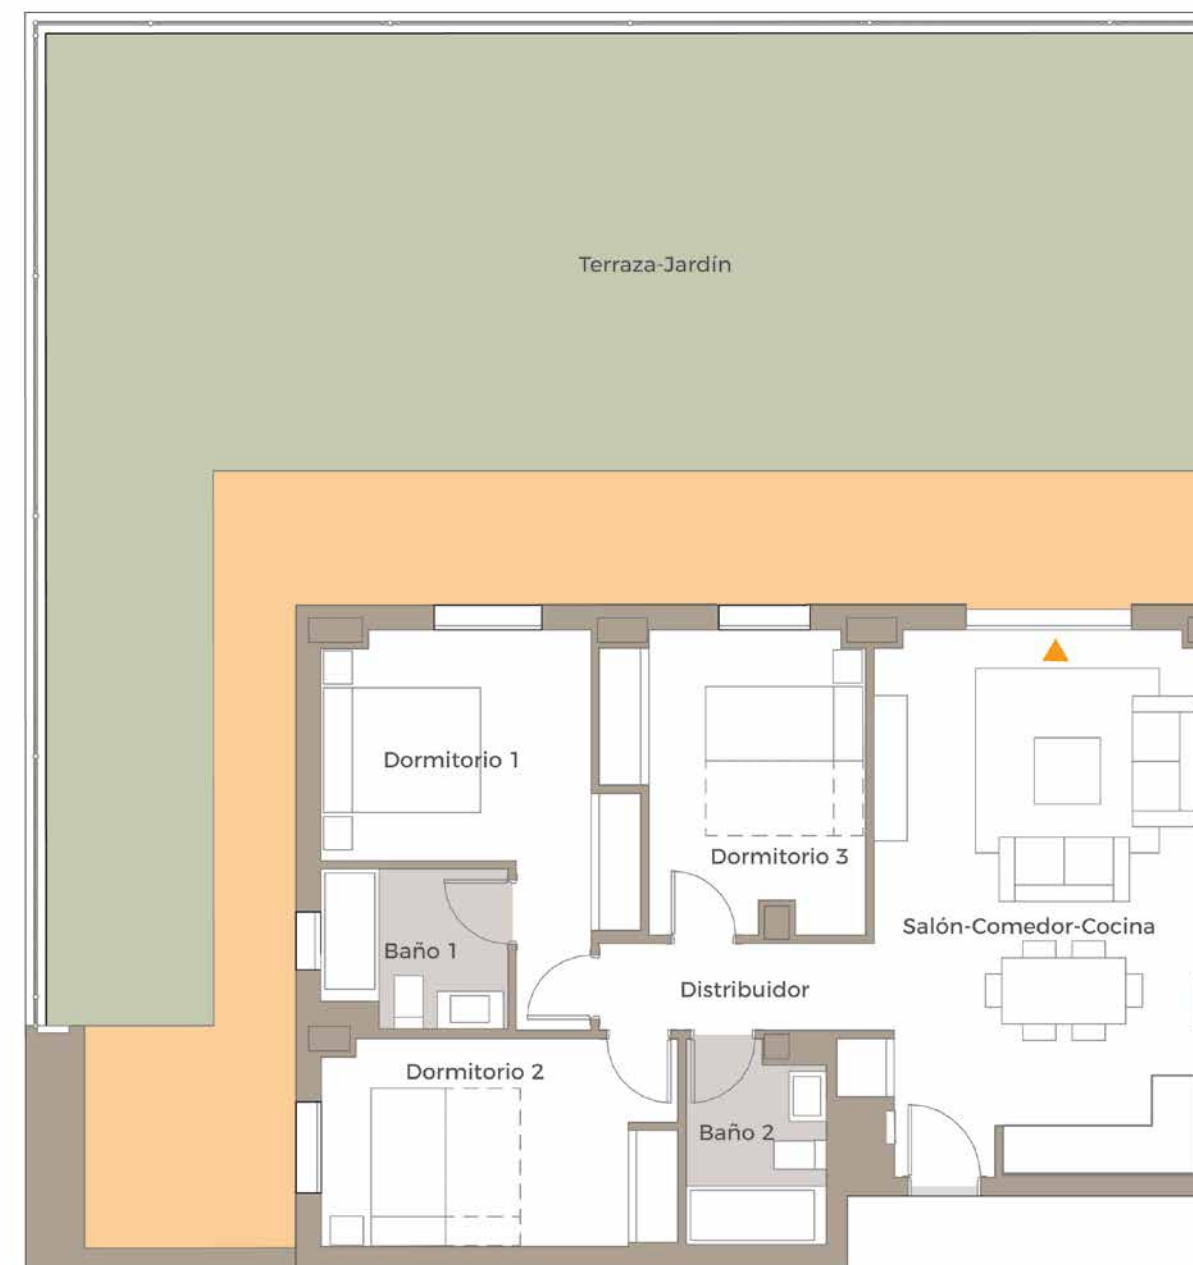 Terraza-Jardín
Dormitorio 1
Dormitorio 3
Salón-Comedor-Cocina
Baño 1
Distribuidor
Dormitorio 2
Baño 2